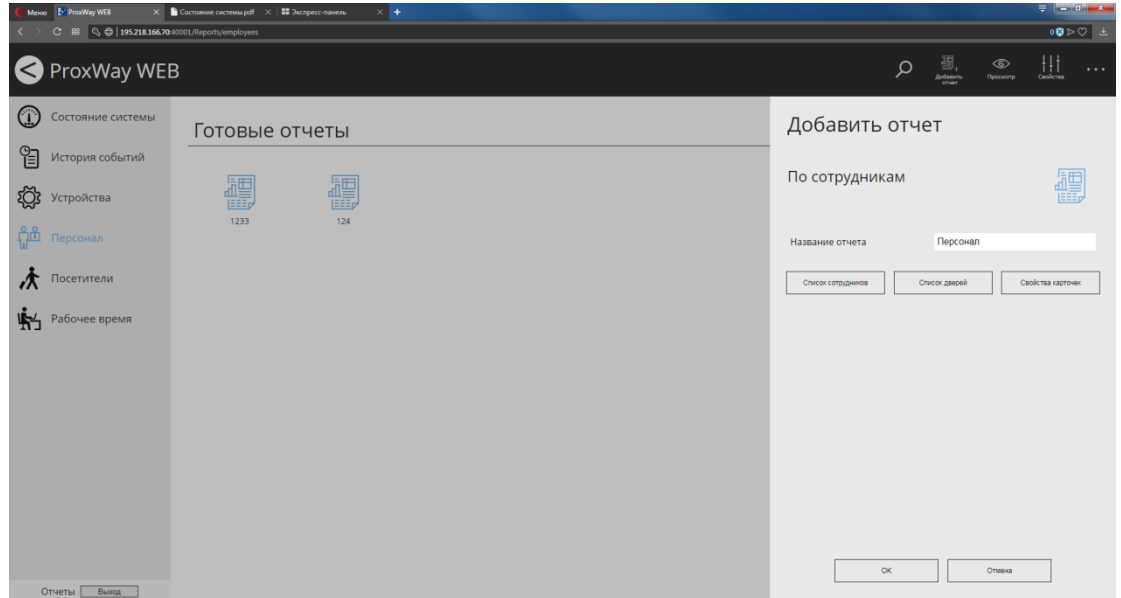 Меню ProxWay WEB Состояние системы.pdf Экспресс-панель
195.218.166.70:40001/Reports/employees 0
ProxWay WEB
Добавить отчет
Просмотр
Свойства
Состояние системы
История событий
Устройства
Персонал
Посетители
Рабочее время
Отчеты Выход
Готовые отчеты
1233 124
Добавить отчет
По сотрудникам
Название отчета Персонал
Список сотрудников Список дверей Свойства карточек
ОК Отмена